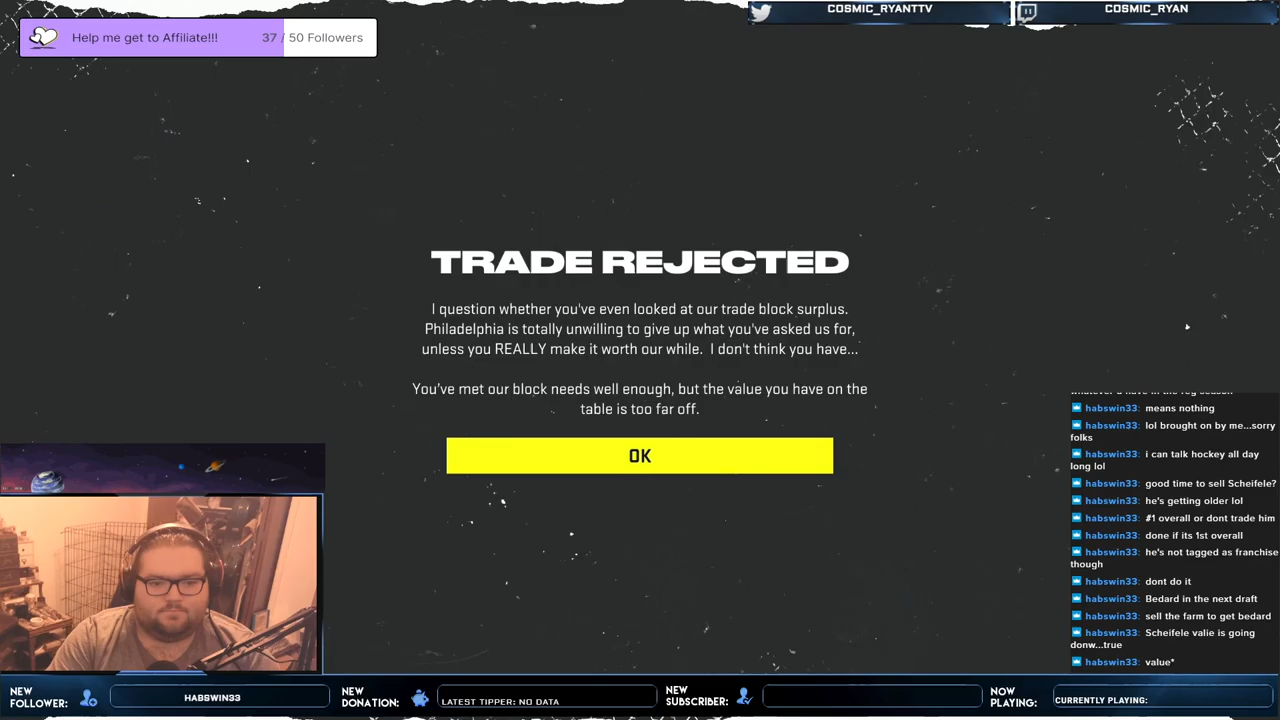 COSMIC_RYANTTV
COSMIC_RYAN
Help me get to Affiliate!!! 37 / 50 Followers
TRADE REJECTED
I question whether you've even looked at our trade block surplus.
Philadelphia is totally unwilling to give up what you've asked us for,
unless you REALLY make it worth our while. I don't think you have...
You've met our block needs well enough, but the value you have on the
table is too far off.
OK
habswin33: means nothing
habswin33: lol brought on by me...sorry
folks
habswin33: i can talk hockey all day
long lol
habswin33: good time to sell Scheifele?
habswin33: he's getting older lol
habswin33: #1 overall or dont trade him
habswin33: done if its 1st overall
habswin33: he's not tagged as franchise
though
habswin33: dont do it
habswin33: Bedard in the next draft
habswin33: sell the farm to get bedard
habswin33: Scheifele valie is going
donw...true
habswin33: value*
NEW
FOLLOWER:
HABSWIN33
NEW
DONATION:
LATEST TIPPER: NO DATA
NEW
SUBSCRIBER:
NOW
PLAYING:
CURRENTLY PLAYING: